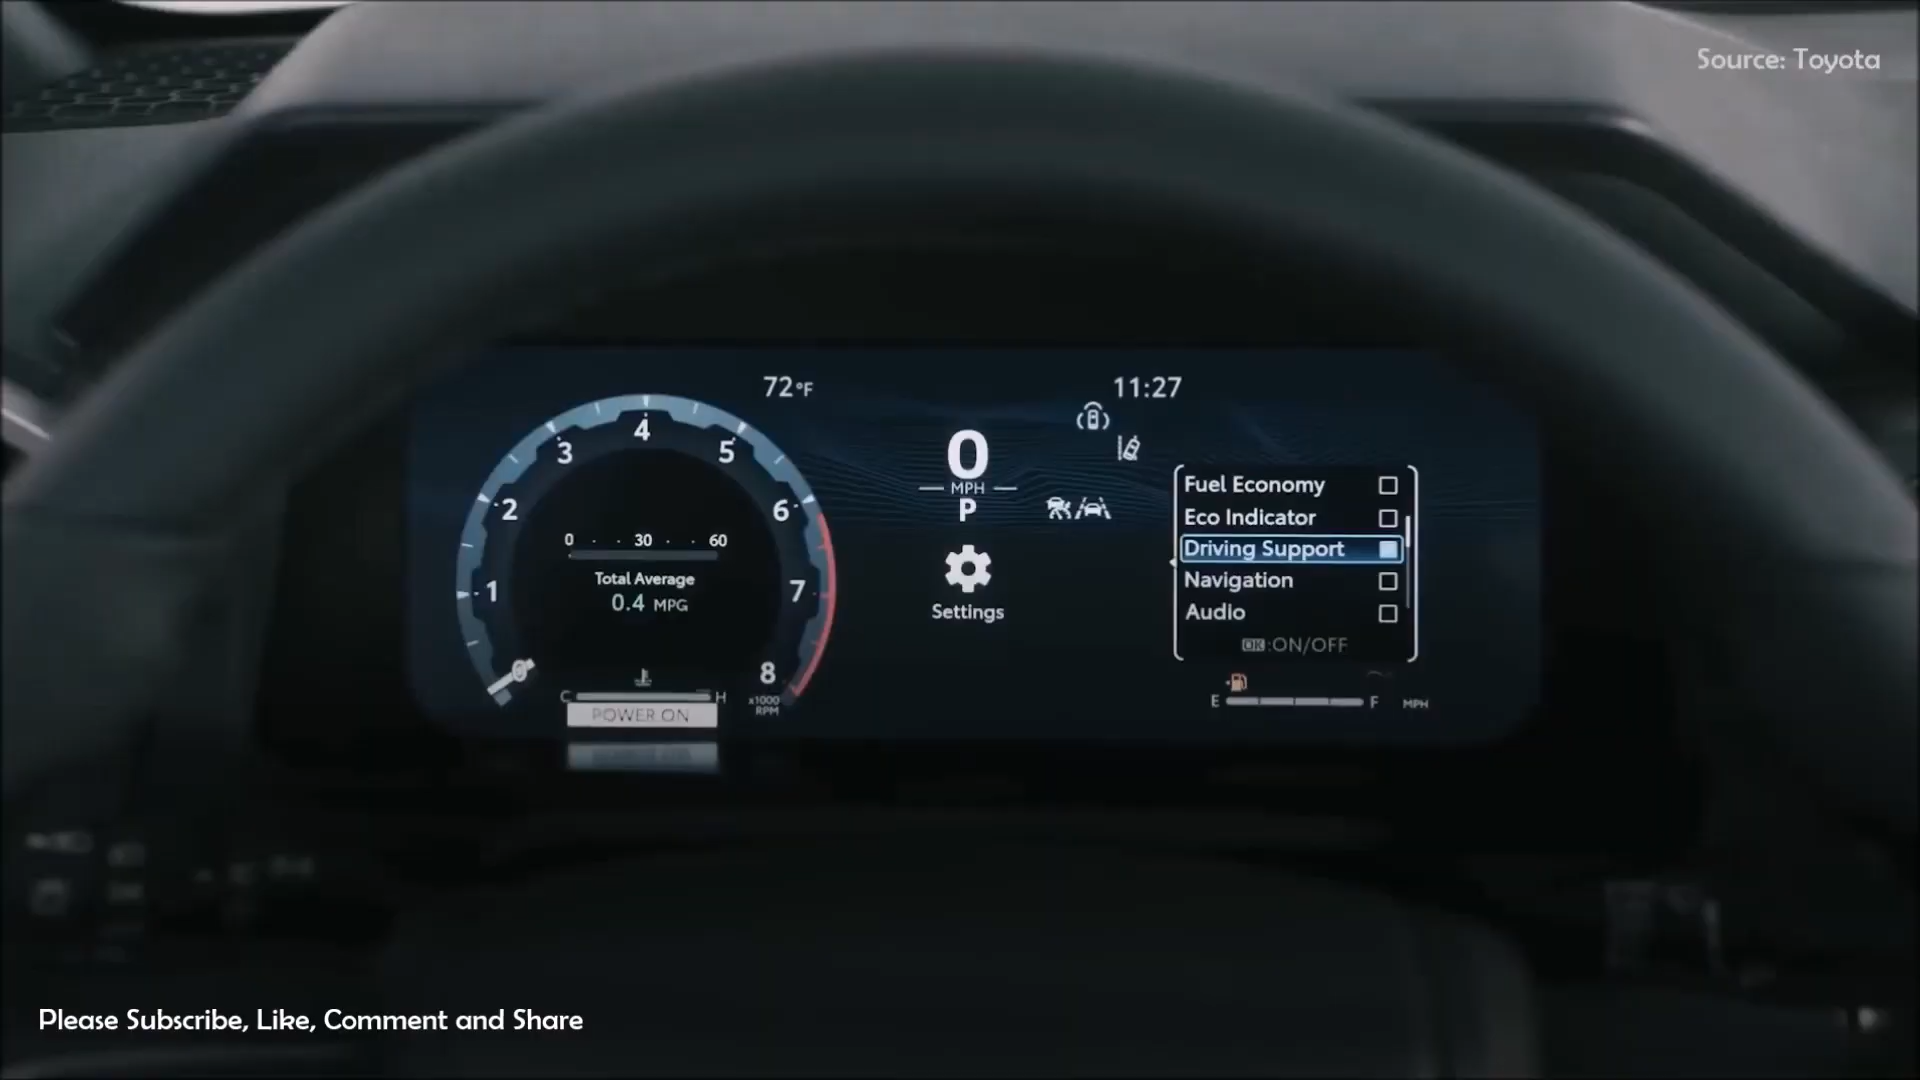 Source: Toyota
72°F
11:27
0
MPH
P
Settings
4
3
5
2
6
1
7
0
8
x1000
RPM
0 30 60
Total Average
0.4 MPG
C H
POWER ON
Fuel Economy
Eco Indicator
Driving Support
Navigation
Audio
OK:ON/OFF
E F MPH
Please Subscribe, Like, Comment and Share